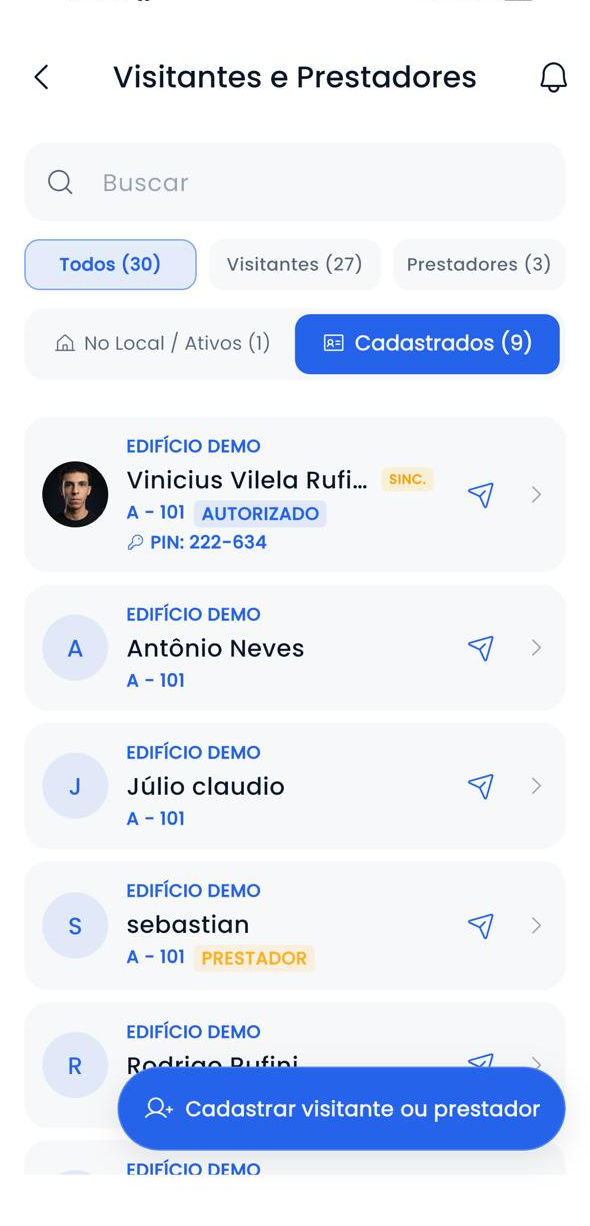 Visitantes e Prestadores
Buscar
Todos (30) Visitantes (27) Prestadores (3)
No Local / Ativos (1) Cadastrados (9)
EDIFÍCIO DEMO
Vinicius Vilela Rufi... SINC.
A - 101 AUTORIZADO
PIN: 222-634
A
EDIFÍCIO DEMO
Antônio Neves
A - 101
J
EDIFÍCIO DEMO
Júlio claudio
A - 101
S
EDIFÍCIO DEMO
sebastian
A - 101 PRESTADOR
R
EDIFÍCIO DEMO
Rodrigo Rufini
Cadastrar visitante ou prestador
EDIFÍCIO DEMO